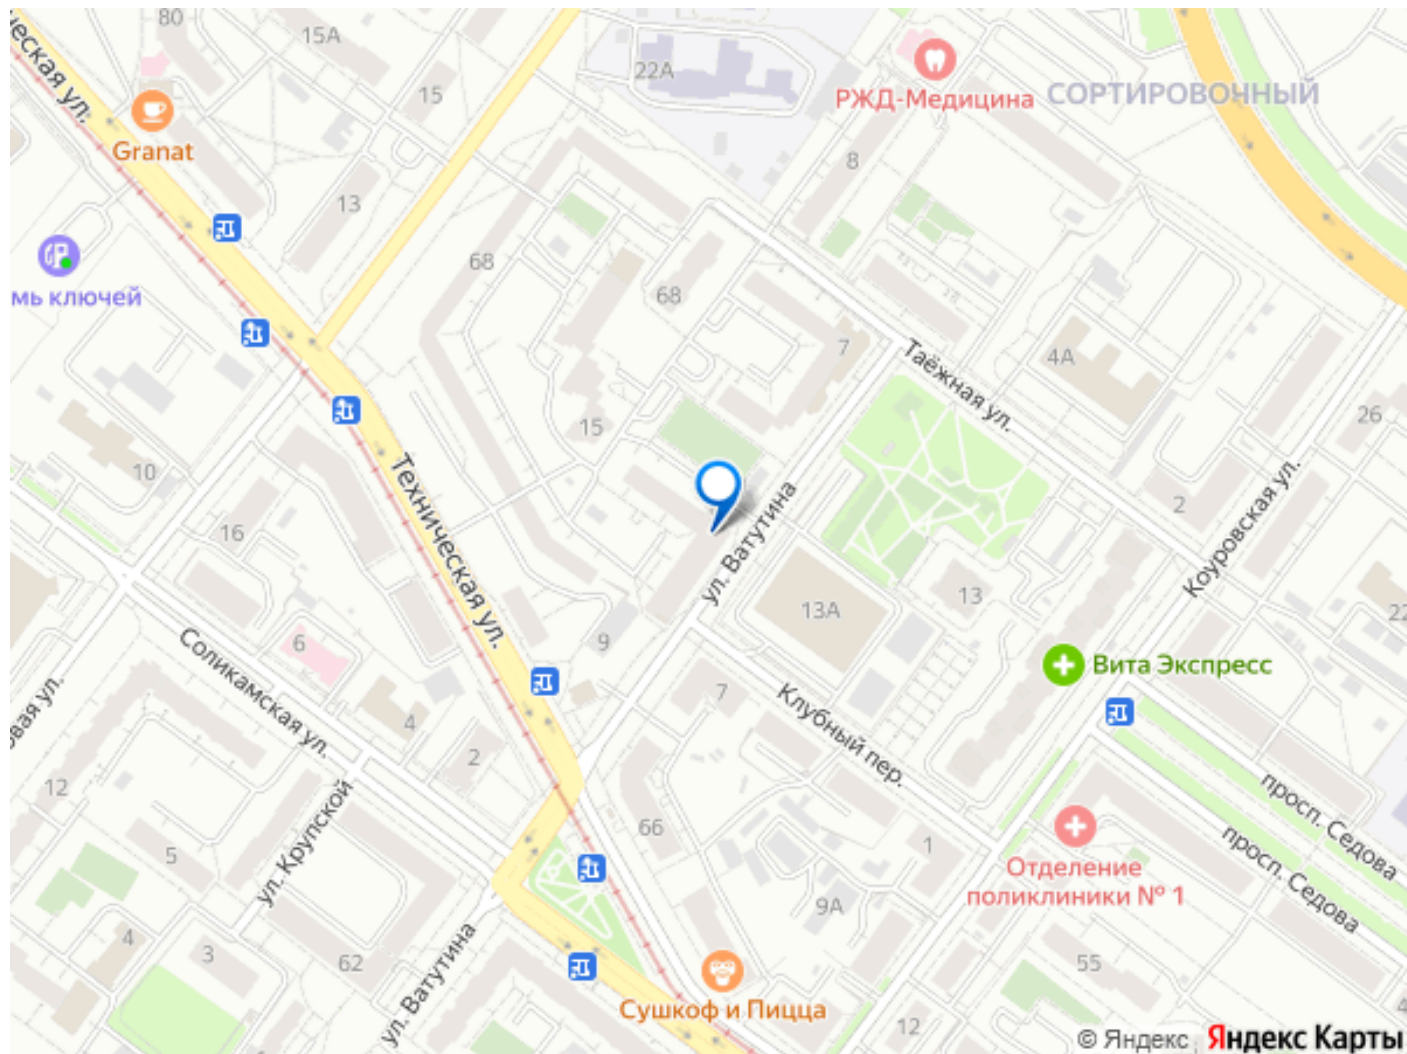 80
15А
ческая ул.
22А
15
РЖД-Медицина
СОРТИРОВОЧНЫЙ
Granat
8
13
68
мь ключей
68
7
Таёжная ул.
4А
26
15
10
Техническая ул.
ул. Ватутина
2
Коуровская ул.
16
13А
13
22
Соликамская ул.
6
9
Вита Экспресс
овая ул.
4
7
Клубный пер.
2
12
просп. Седова
просп. Седова
ул. Крупской
5
66
1
Отделение
поликлиники № 1
9А
4
3
62
ул. Ватутина
55
Сушкоф и Пицца
12
4
© Яндекс
Яндекс Карты